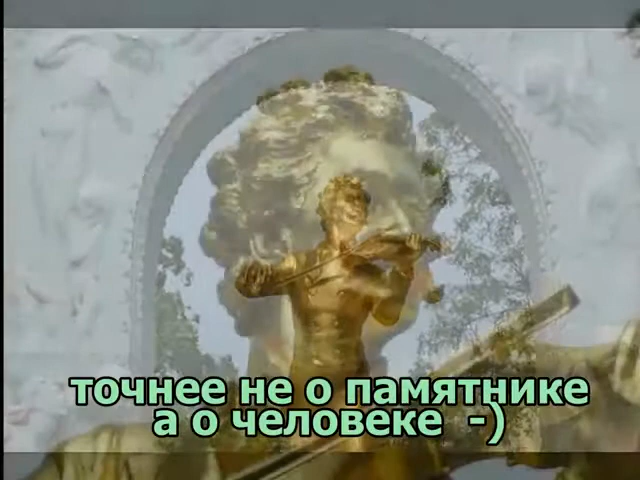 точнее не о памятнике
а о человеке -)